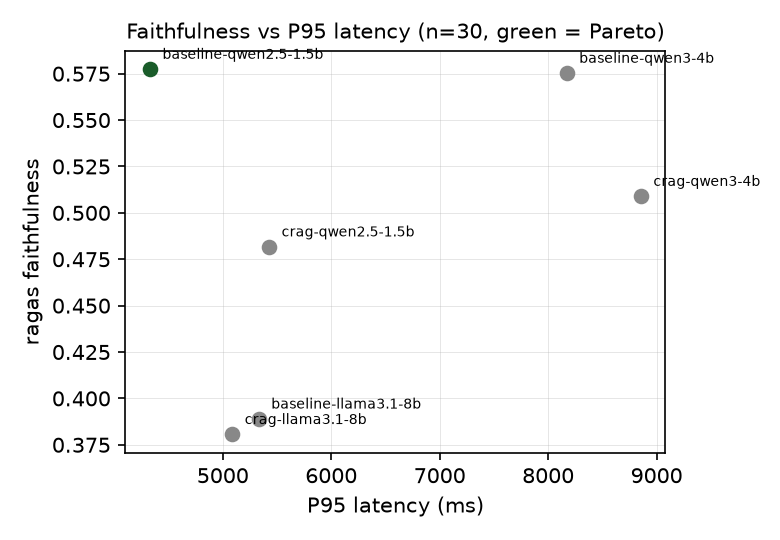 Faithfulness vs P95 latency (n=30, green = Pareto)
baseline-qwen2.5-1.5b
baseline-qwen3-4b
crag-qwen3-4b
crag-qwen2.5-1.5b
baseline-llama3.1-8b
crag-llama3.1-8b
ragas faithfulness
0.575
0.550
0.525
0.500
0.475
0.450
0.425
0.400
0.375
5000 6000 7000 8000 9000
P95 latency (ms)